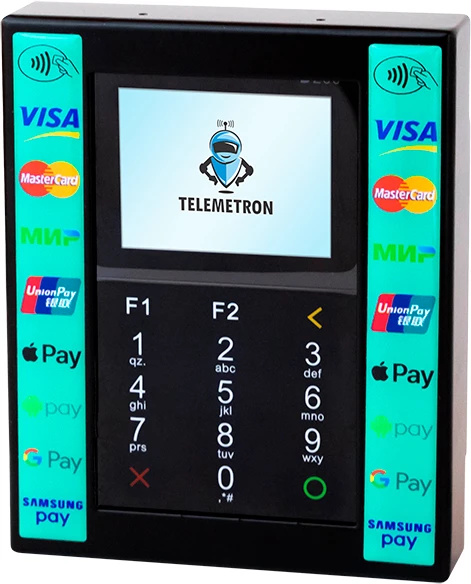 VISA
MasterCard
МИР
UnionPay
银联
Pay
pay
G Pay
SAMSUNG
pay
TELEMETRON
F1 F2 <
1 2 3
qz. abc def
4 5 6
ghi jkl mno
7 8 9
prs tuv wxy
0
,*#
VISA
MasterCard
МИР
UnionPay
银联
Pay
pay
G Pay
SAMSUNG
pay